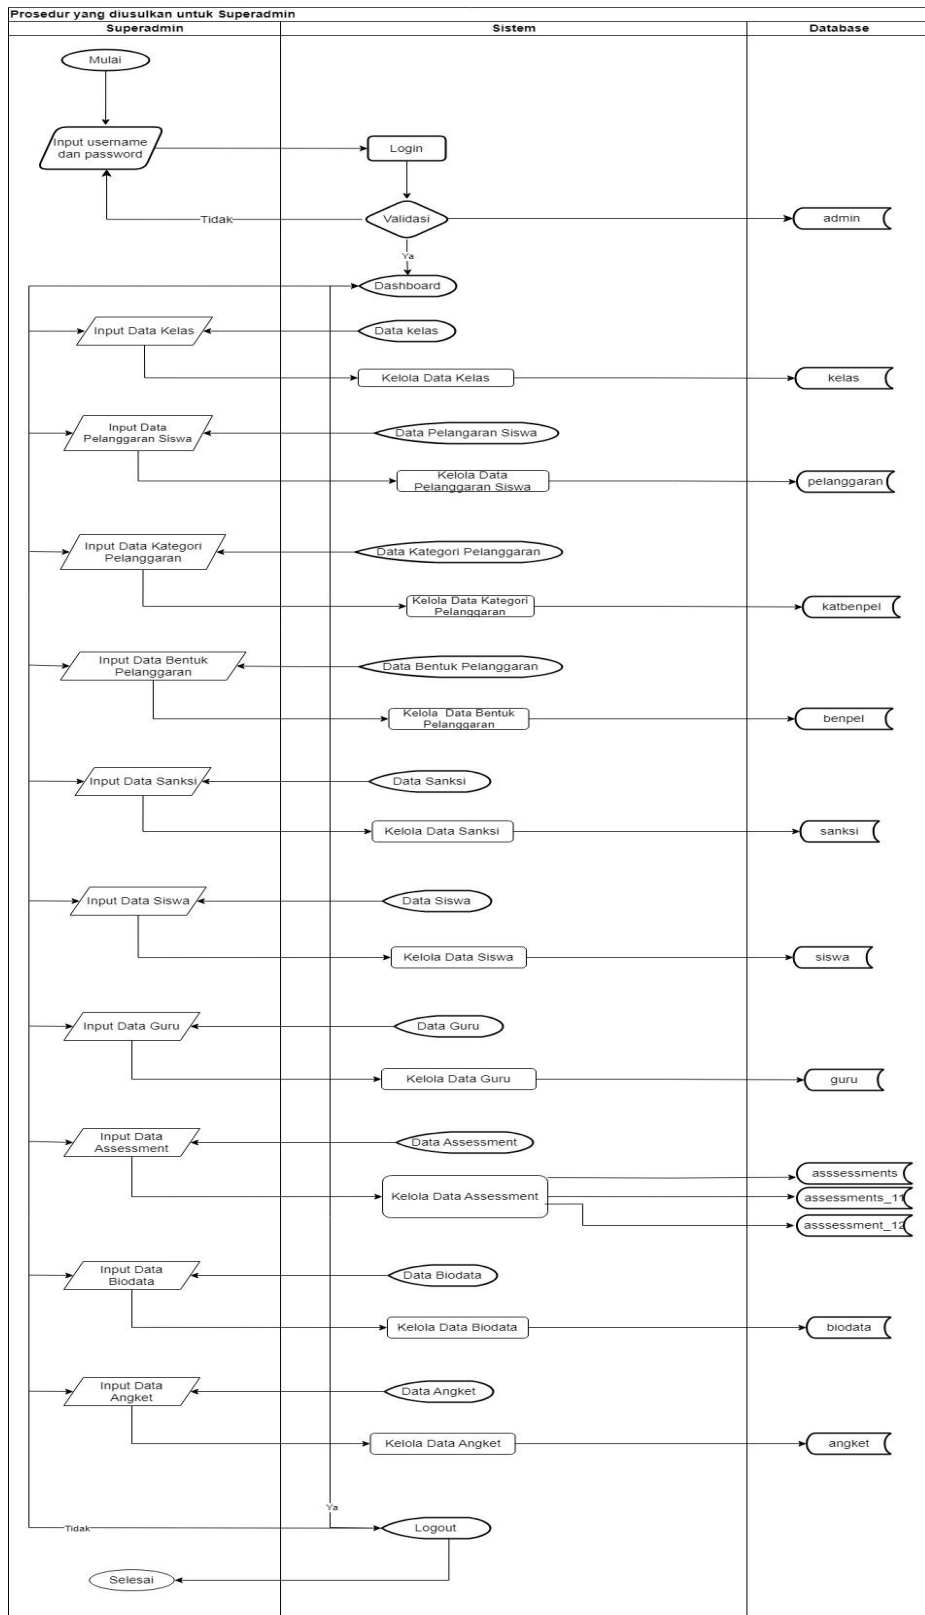 Prosedur yang diusulkan untuk Superadmin
Superadmin
Sistem
Database
Mulai
Input username
dan password
Login
Tidak
Validasi
admin
Ya
Dashboard
Input Data Kelas
Data kelas
Kelola Data Kelas
kelas
Input Data
Pelanggaran Siswa
Data Pelangaran Siswa
Kelola Data
Pelanggaran Siswa
pelanggaran
Input Data Kategori
Pelanggaran
Data Kategori Pelanggaran
Kelola Data Kategori
Pelanggaran
katbenpel
Input Data Bentuk
Pelanggaran
Data Bentuk Pelanggaran
Kelola Data Bentuk
Pelanggaran
benpel
Input Data Sanksi
Data Sanksi
Kelola Data Sanksi
sanksi
Input Data Siswa
Data Siswa
Kelola Data Siswa
siswa
Input Data Guru
Data Guru
Kelola Data Guru
guru
Input Data
Assessment
Data Assessment
Kelola Data Assessment
asssessments
assessments_11
asssessment_12
Input Data
Biodata
Data Biodata
Kelola Data Biodata
biodata
Input Data
Angket
Data Angket
Kelola Data Angket
angket
Ya
Tidak
Logout
Selesai